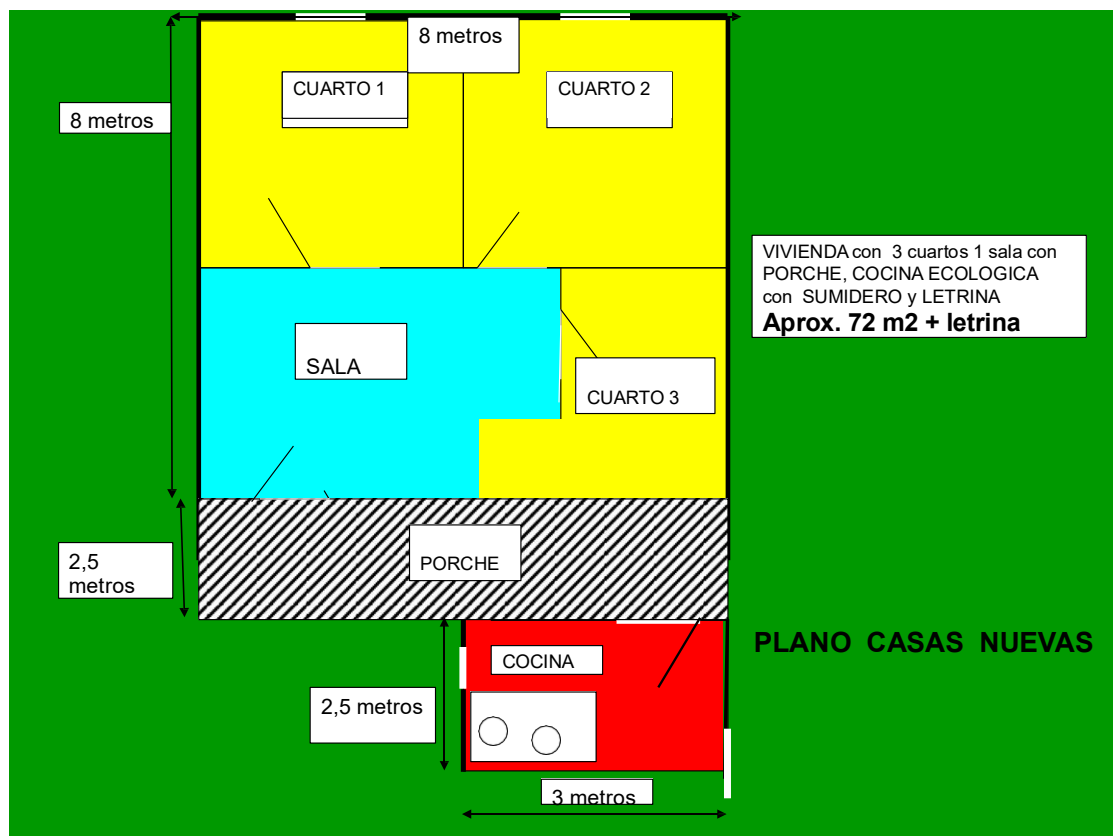 8 metros
CUARTO 1
CUARTO 2
8 metros
VIVIENDA con 3 cuartos 1 sala con
PORCHE, COCINA ECOLOGICA
con SUMIDERO y LETRINA
Aprox. 72 m2 + letrina
SALA
CUARTO 3
2,5
metros
PORCHE
PLANO CASAS NUEVAS
COCINA
2,5 metros
3 metros